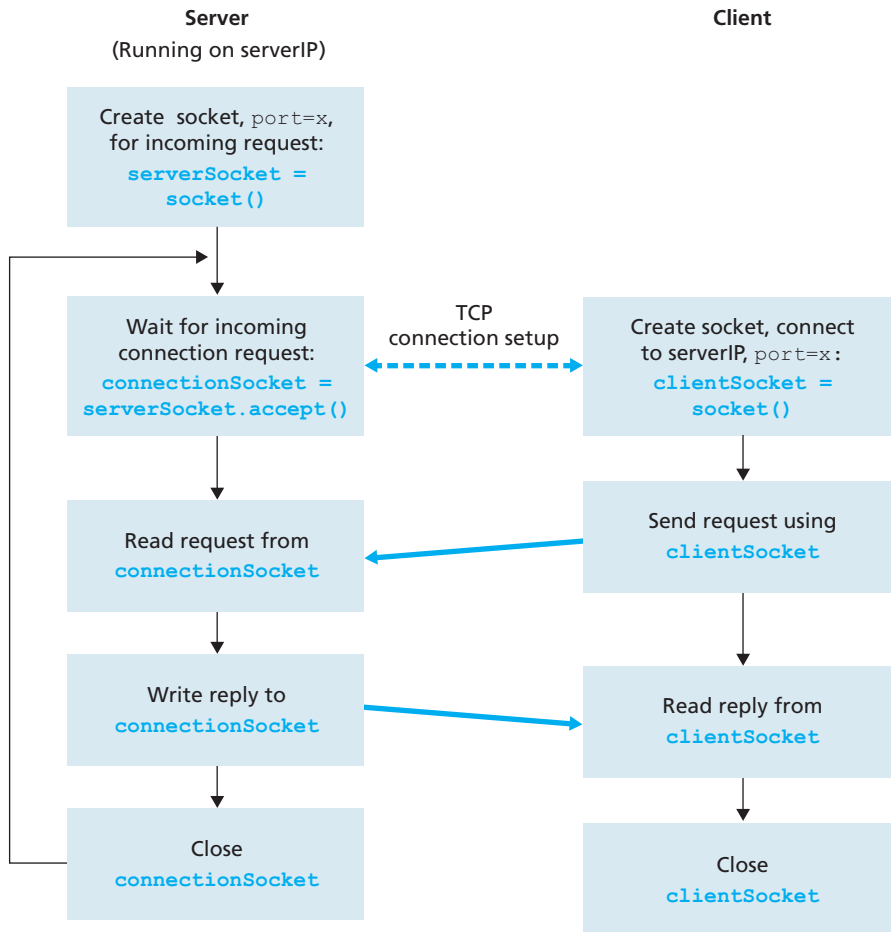 Server
(Running on serverIP)
Create socket, port=x,
for incoming request:
serverSocket =
socket()
Wait for incoming
connection request:
connectionSocket =
serverSocket.accept()
Read request from
connectionSocket
Write reply to
connectionSocket
Close
connectionSocket
TCP
connection setup
Client
Create socket, connect
to serverIP, port=x:
clientSocket =
socket()
Send request using
clientSocket
Read reply from
clientSocket
Close
clientSocket